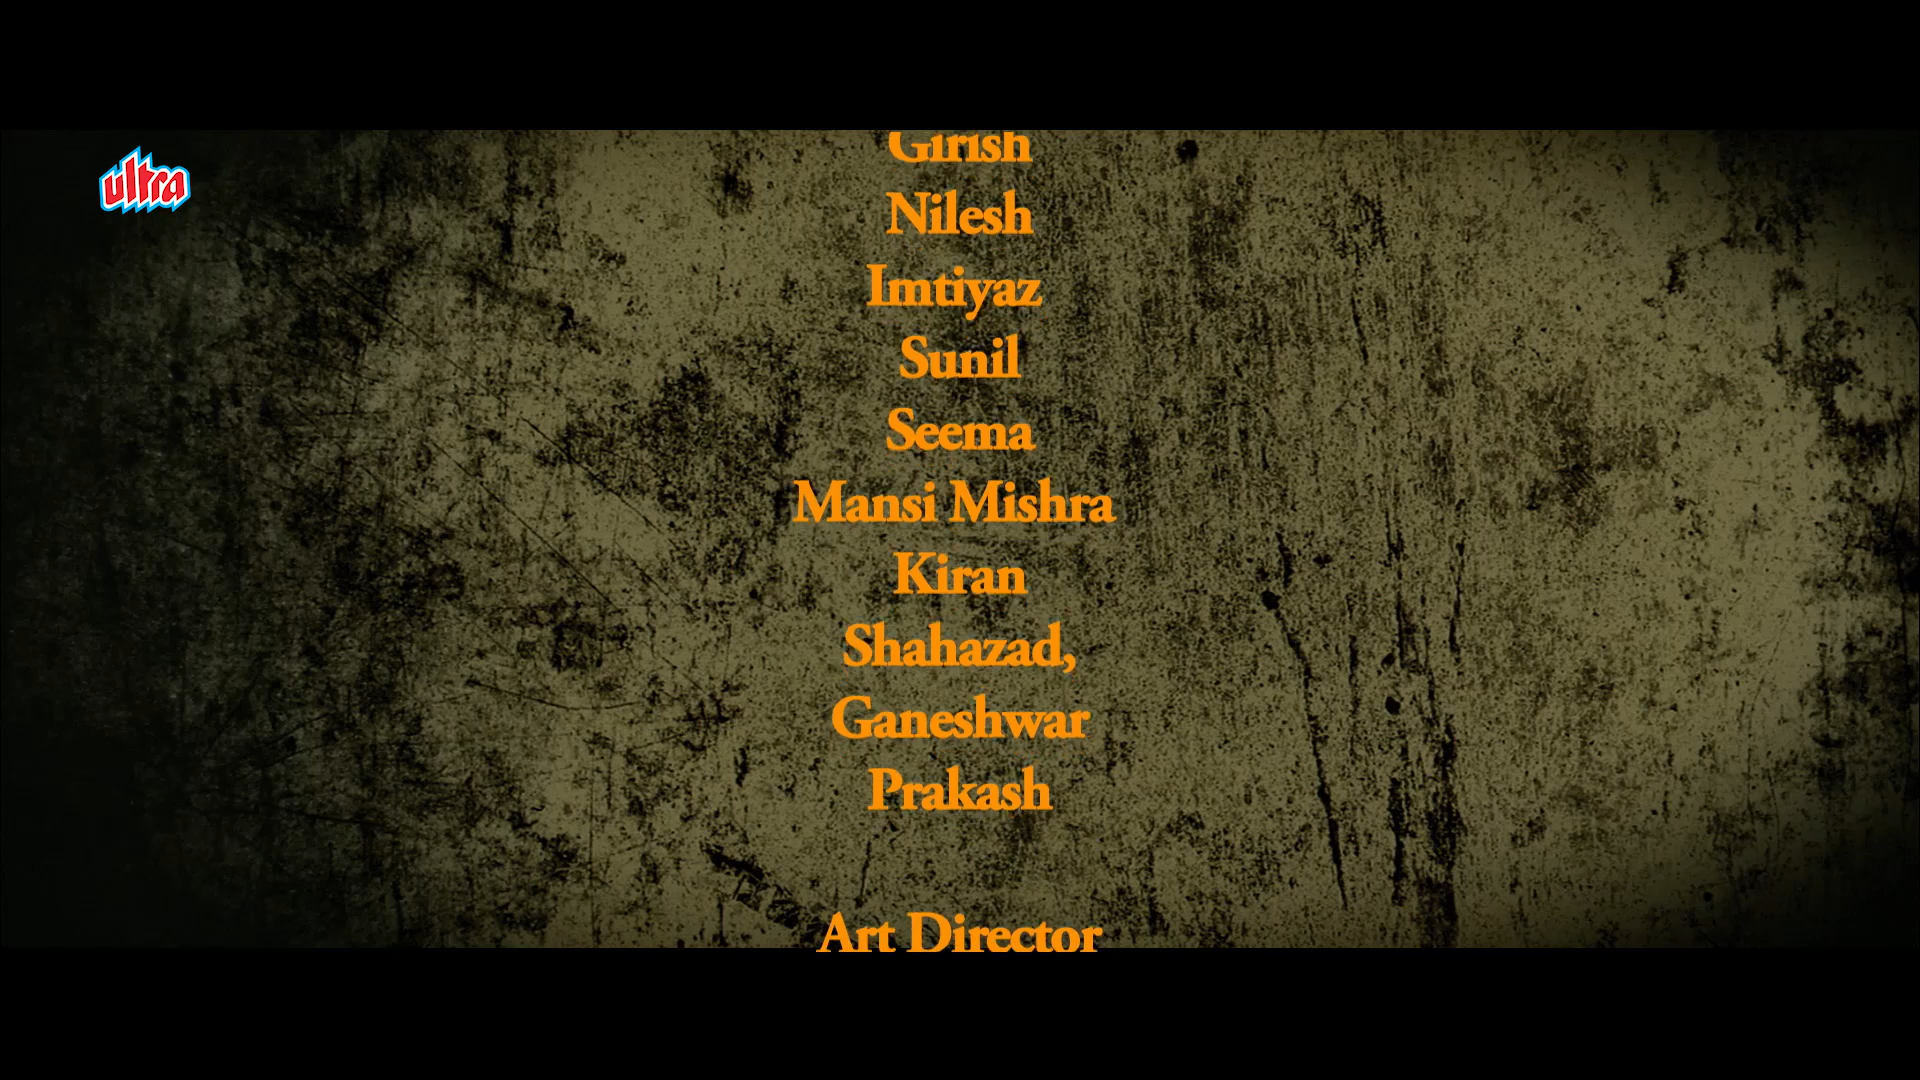 ultra
Girish
Nilesh
Imtiyaz
Sunil
Seema
Mansi Mishra
Kiran
Shahazad,
Ganeshwar
Prakash
Art Director